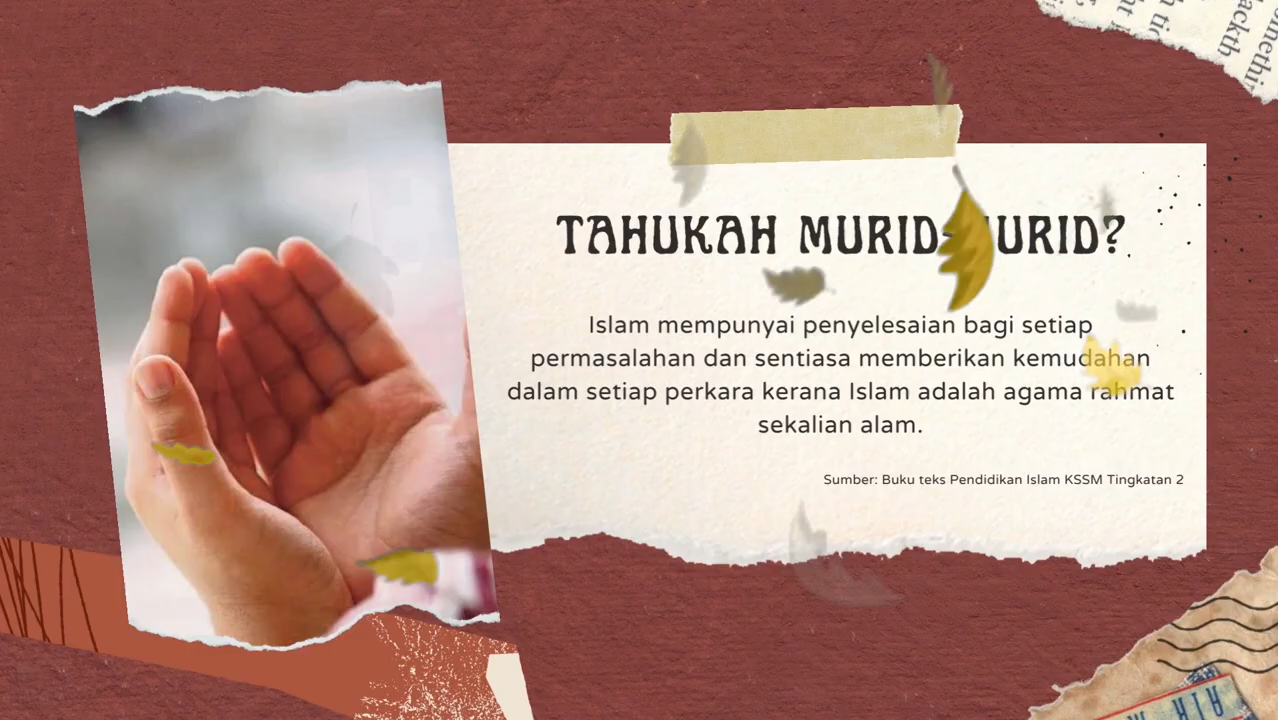 TAHUKAH MURID-MURID?
Islam mempunyai penyelesaian bagi setiap
permasalahan dan sentiasa memberikan kemudahan
dalam setiap perkara kerana Islam adalah agama rahmat
sekalian alam.
Sumber: Buku teks Pendidikan Islam KSSM Tingkatan 2